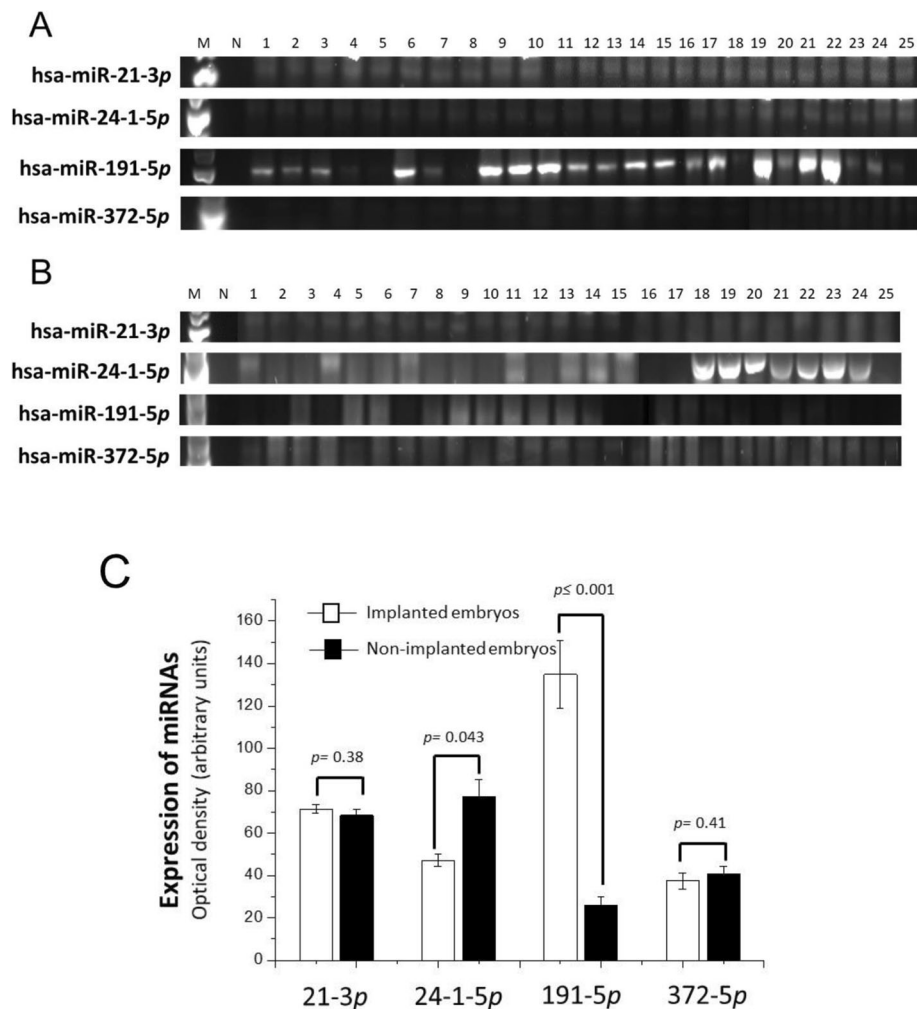 A
M N 1 2 3 4 5 6 7 8 9 10 11 12 13 14 15 16 17 18 19 20 21 22 23 24 25
hsa-miR-21-3p
hsa-miR-24-1-5p
hsa-miR-191-5p
hsa-miR-372-5p
B
M N 1 2 3 4 5 6 7 8 9 10 11 12 13 14 15 16 17 18 19 20 21 22 23 24 25
hsa-miR-21-3p
hsa-miR-24-1-5p
hsa-miR-191-5p
hsa-miR-372-5p
C
Expression of miRNAs
Optical density (arbitrary units)
160
140
120
100
80
60
40
20
0
Implanted embryos
Non-implanted embryos
p= 0.38
p= 0.043
p≤ 0.001
p= 0.41
21-3p 24-1-5p 191-5p 372-5p